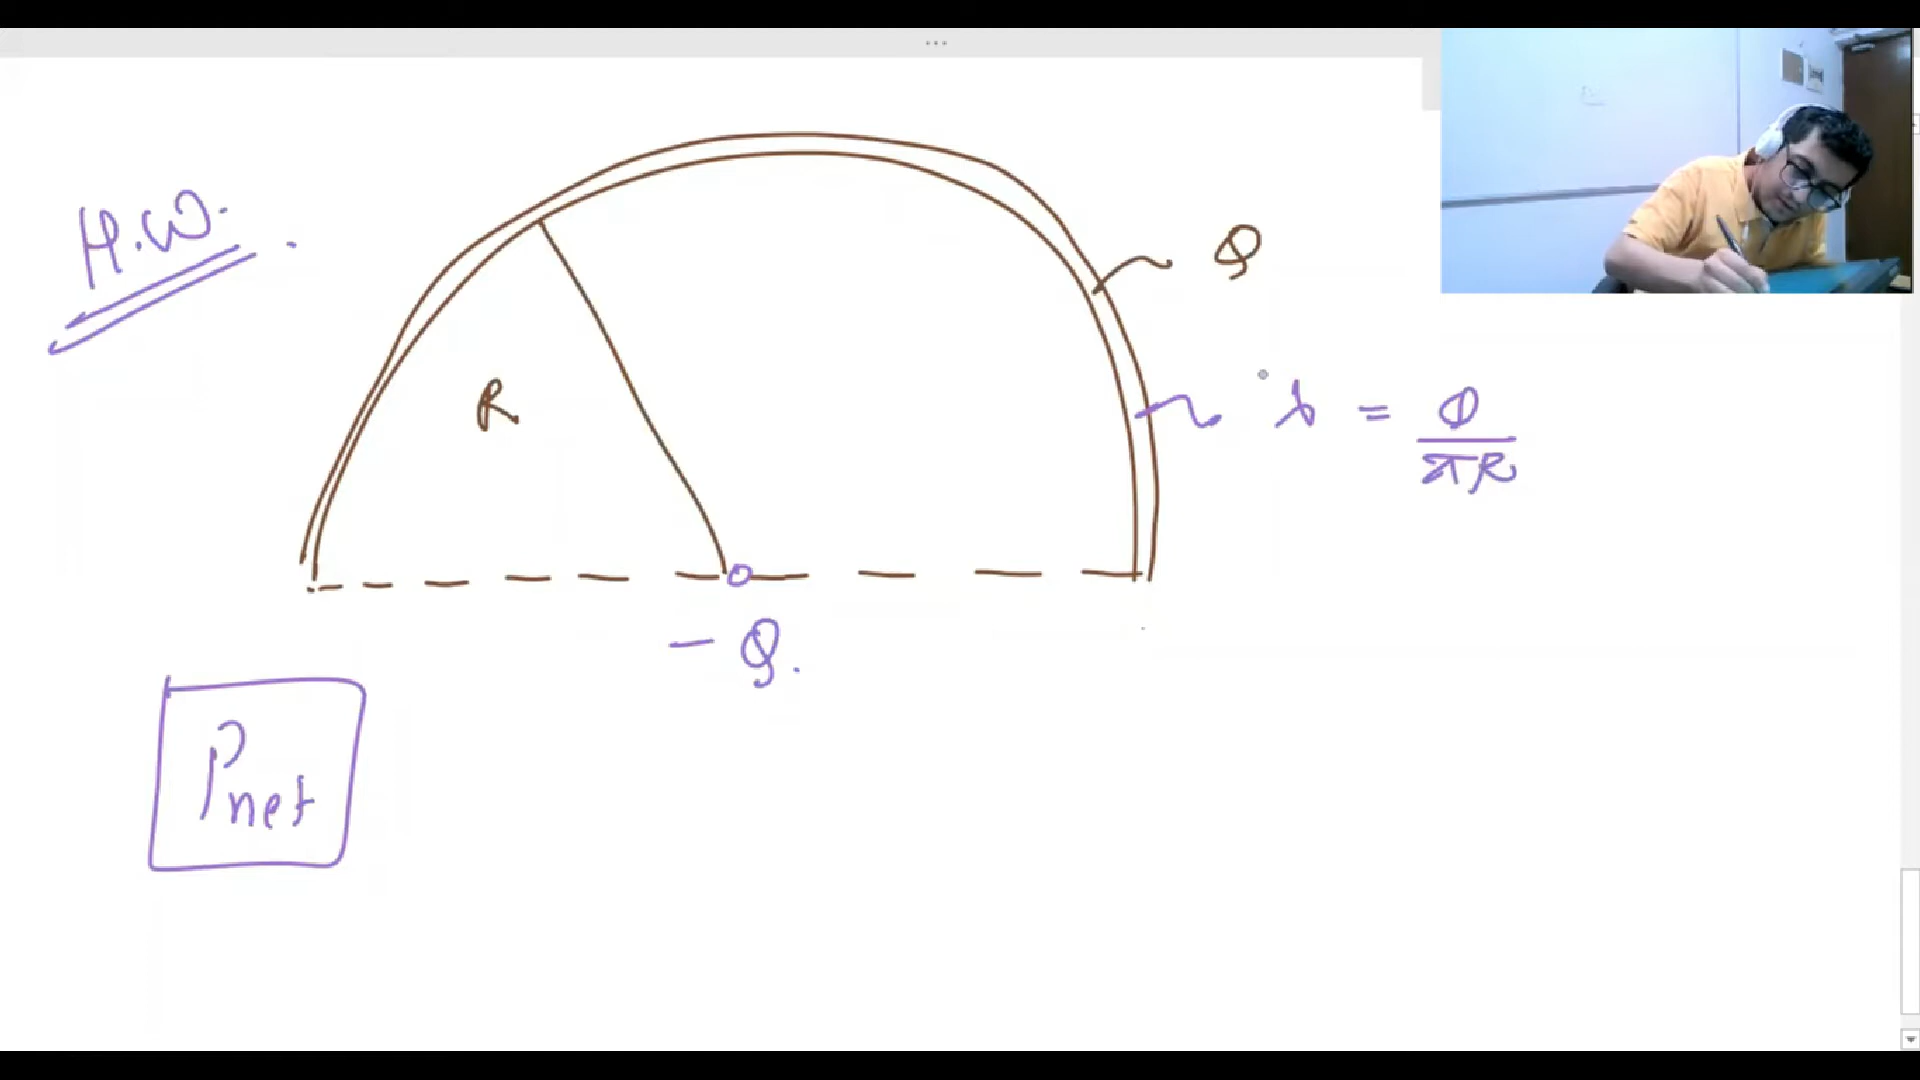 H.W.
Q
R
λ = Q
πR
- Q.
Pnet